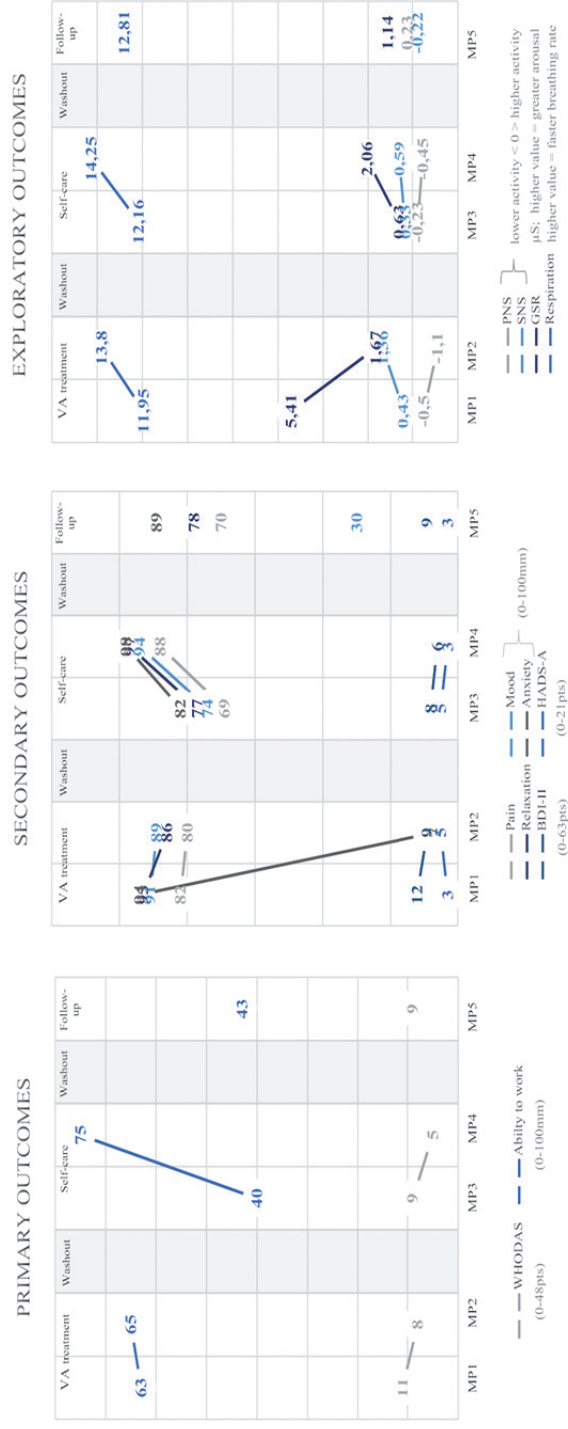 PRIMARY OUTCOMES
VA treatment
Washout
Self-care
Washout
Follow-
up
63
65
40
75
43
11
8
9
5
9
MP1
MP2
MP3
MP4
MP5
WHODAS
(0-48pts)
Abilty to work
(0-100mm)
SECONDARY OUTCOMES
VA treatment
Washout
Self-care
Washout
Follow-
up
91
82
89
86
80
12
3
9
5
82
77
74
69
94
88
8
5
6
3
89
78
70
30
9
3
MP1
MP2
MP3
MP4
MP5
Pain
Mood
Relaxation
Anxiety
(0-100mm)
BDI-II
HADS-A
(0-63pts)
(0-21pts)
EXPLORATORY OUTCOMES
VA treatment
Washout
Self-care
Washout
Follow-
up
11,95
13,8
12,16
14,25
12,81
5,41
1,67
0,43
-0,5
-1,1
0,63
-0,23
2,06
0,59
-0,45
1,14
0,23
-0,22
MP1
MP2
MP3
MP4
MP5
PNS
SNS
lower activity < 0 > higher activity
GSR
µS; higher value = greater arousal
Respiration
higher value = faster breathing rate